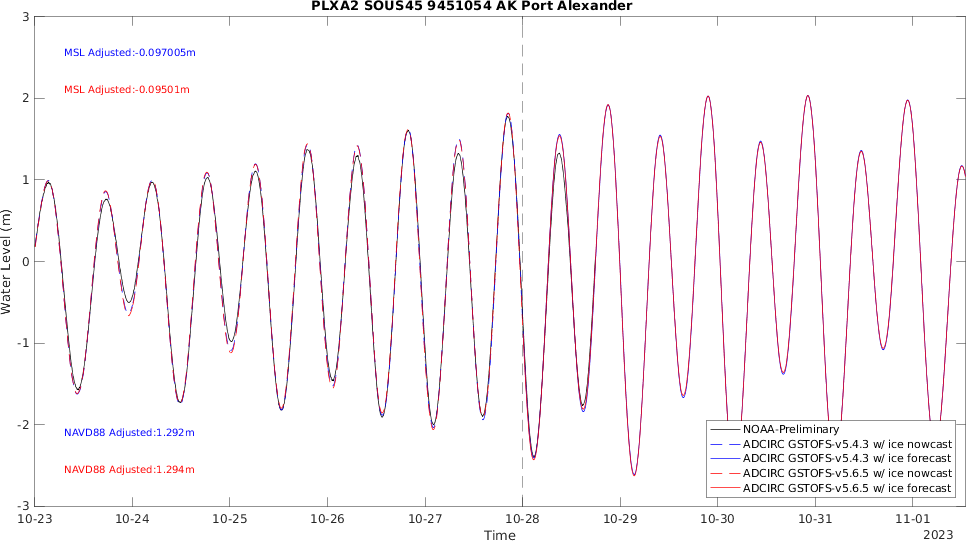 PLXA2 SOUS45 9451054 AK Port Alexander
MSL Adjusted:-0.097005m
MSL Adjusted:-0.09501m
NAVD88 Adjusted:1.292m
NAVD88 Adjusted:1.294m
Water Level (m)
3
2
1
0
-1
-2
-3
NOAA-Preliminary
ADCIRC GSTOFS-v5.4.3 w/ ice nowcast
ADCIRC GSTOFS-v5.4.3 w/ ice forecast
ADCIRC GSTOFS-v5.6.5 w/ ice nowcast
ADCIRC GSTOFS-v5.6.5 w/ ice forecast
10-23 10-24 10-25 10-26 10-27 10-28 10-29 10-30 10-31 11-01
Time
2023